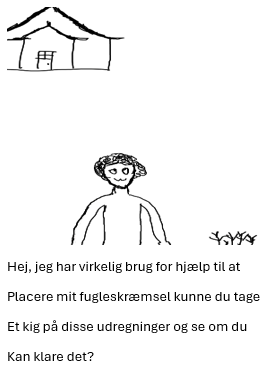 Hej, jeg har virkelig brug for hjælp til at
Placere mit fugleskræmsel kunne du tage
Et kig på disse udregninger og se om du
Kan klare det?